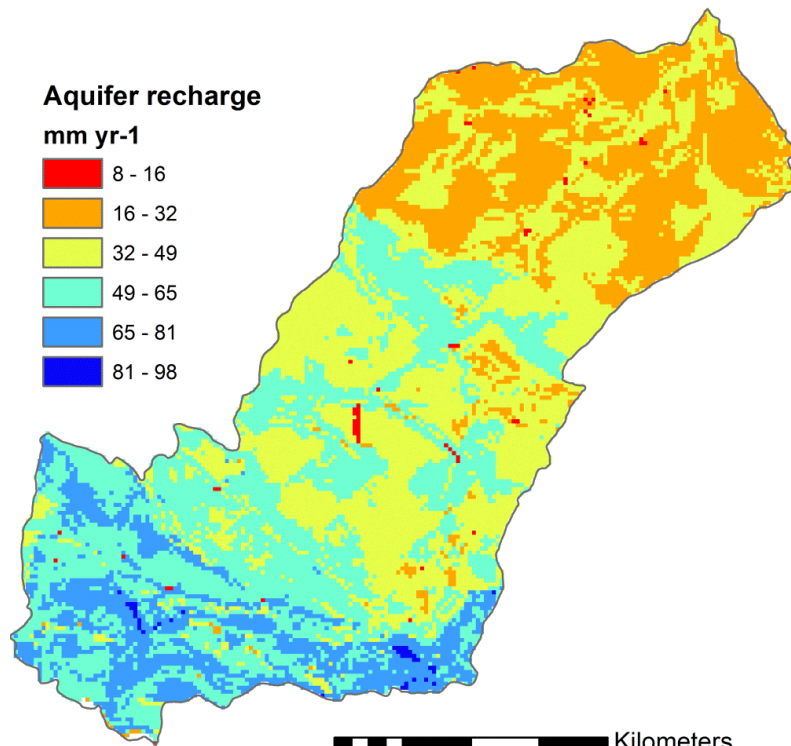 Aquifer recharge
mm yr-1
8 - 16
16 - 32
32 - 49
49 - 65
65 - 81
81 - 98
Kilometers